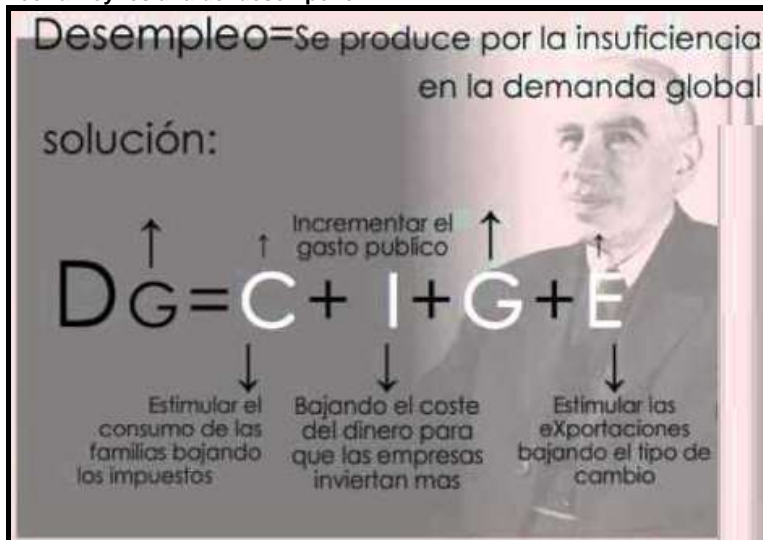 Desempleo=Se produce por la insuficiencia
en la demanda global
solución:
Incrementar el
gasto publico
DG=C+ I+G+E
Estimular el
consumo de las
familias bajando
los impuestos
Bajando el coste
del dinero para
que las empresas
inviertan mas
Estimular las
eXportaciones
bajando el tipo de
cambio